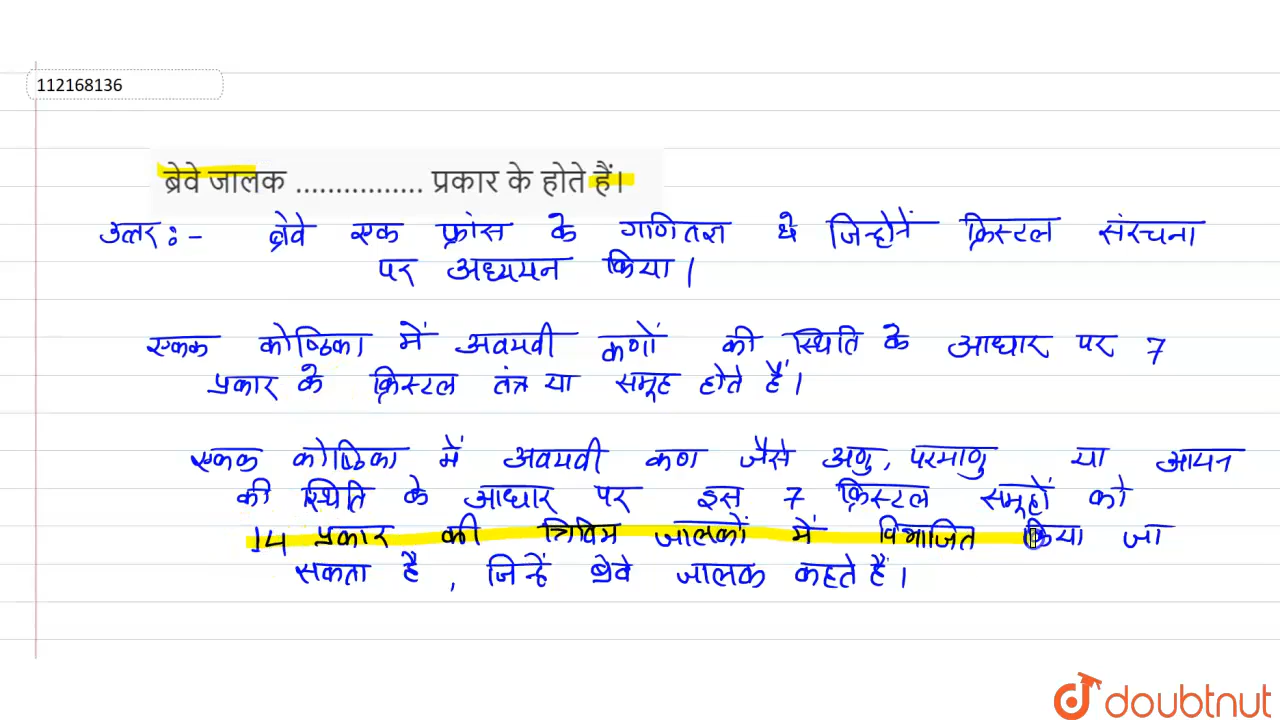 112168136
ब्रेवे जालक ................ प्रकार के होते हैं।
उत्तर:- ब्रेवे एक फ्रांस के गणितज्ञ थे जिन्होनें क्रिस्टल संरचना
पर अध्ययन किया।
एकक कोष्ठिका में अवयवी कणों की स्थिति के आधार पर 7
प्रकार के क्रिस्टल तंत्र या समूह होते हैं।
एकक कोष्ठिका में अवयवी कण जैसे अणु, परमाणु या आयन
की स्थिति के आधार पर इस 7 क्रिस्टल समूहों को
14 प्रकार की त्रिविम जालकों में विभाजित किया जा
सकता है, जिन्हें ब्रेवे जालक कहते हैं।
doubtnut